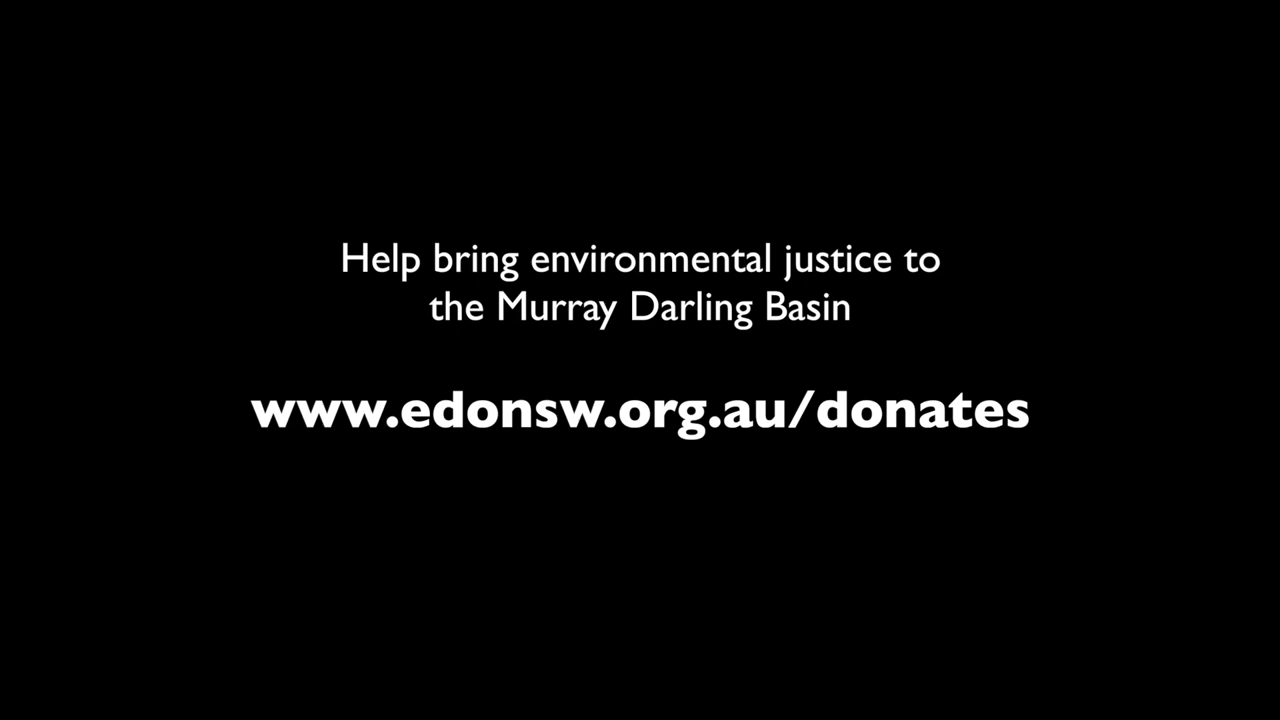 Help bring environmental justice to
the Murray Darling Basin
www.edonsw.org.au/donates